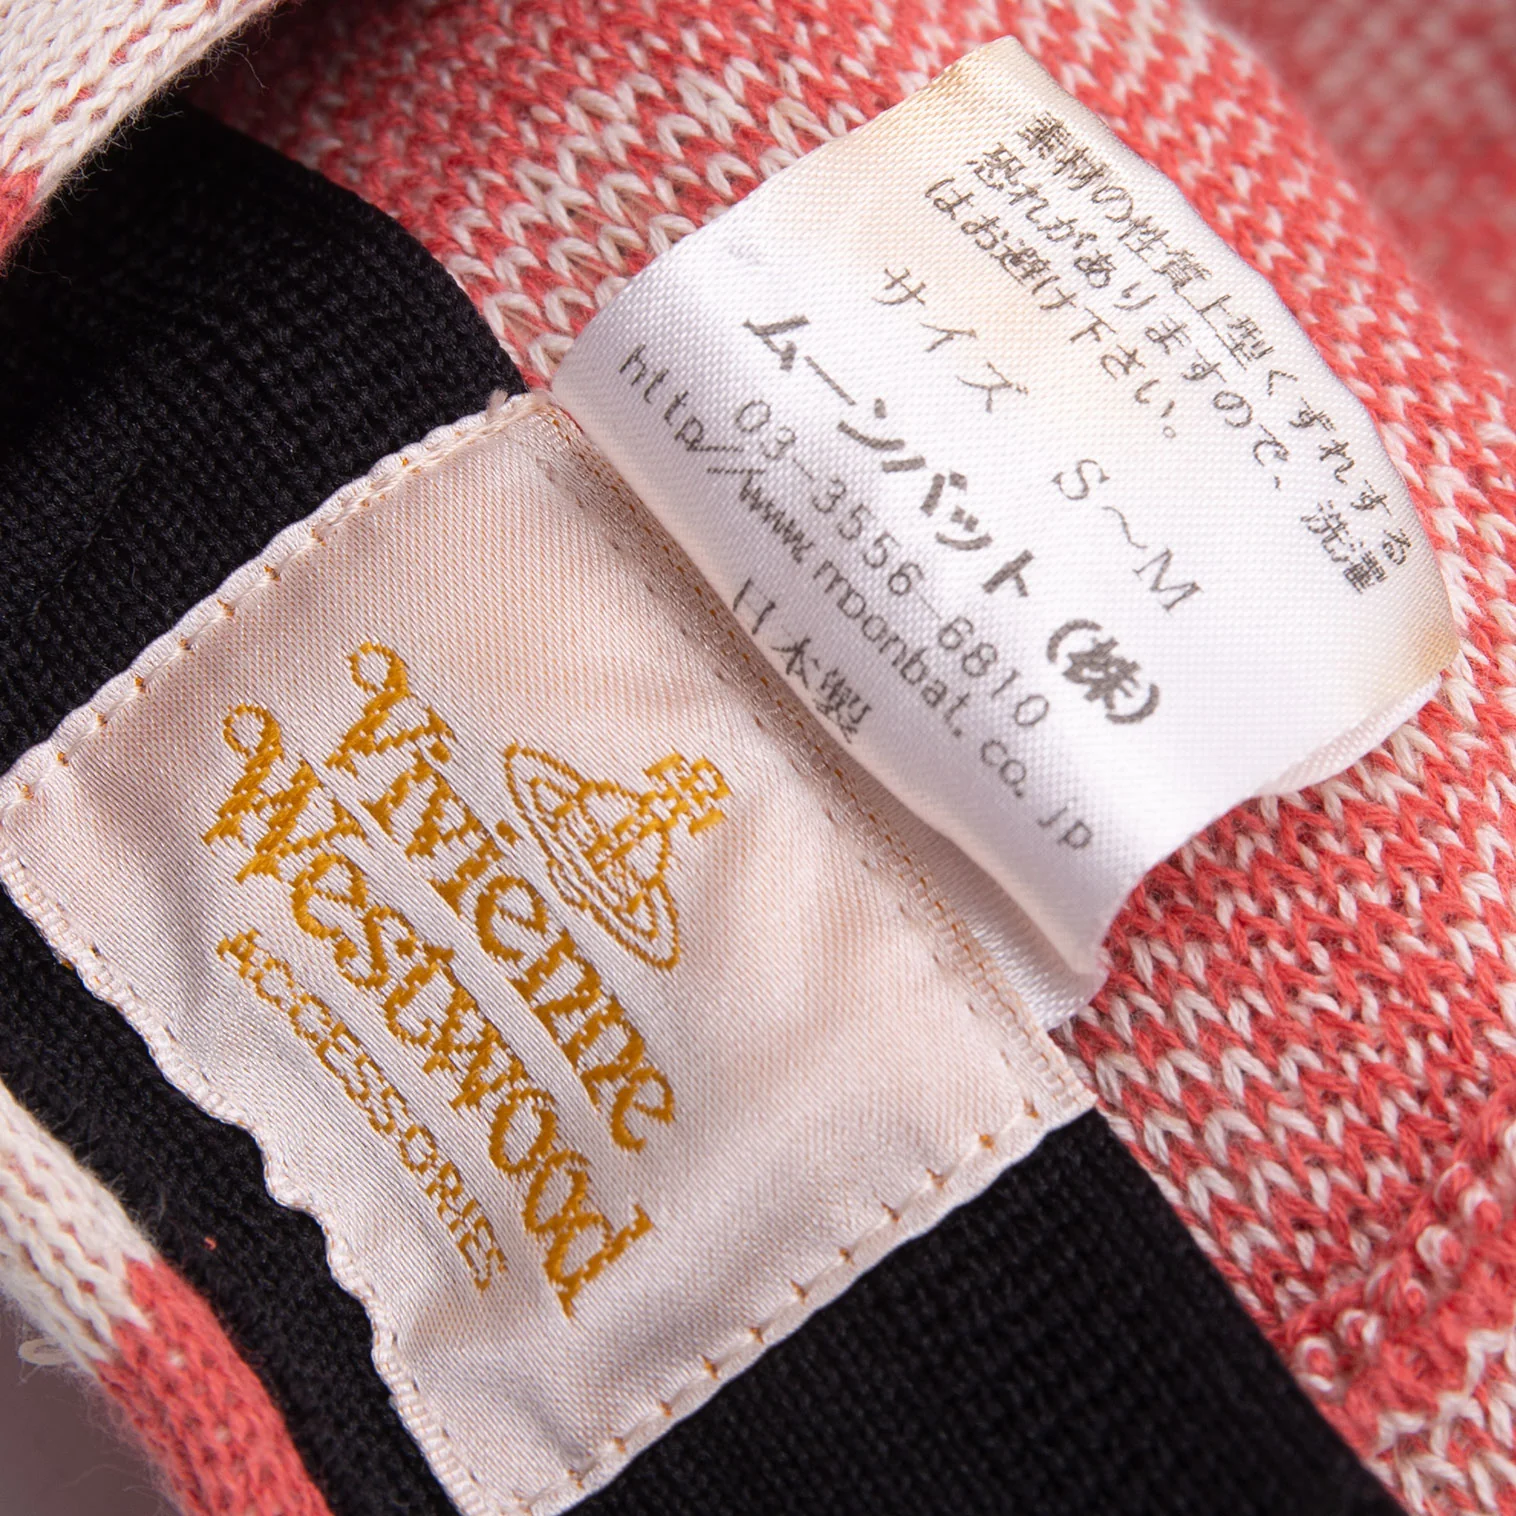 素材の性質上型くずれする
恐れがありますので、洗濯
はお避け下さい。
サイズ S〜M
ムーンバット(株)
03-3556-6810
http//www.moonbat.co.jp
日本製
Vivienne
Westwood
ACCESSORIES